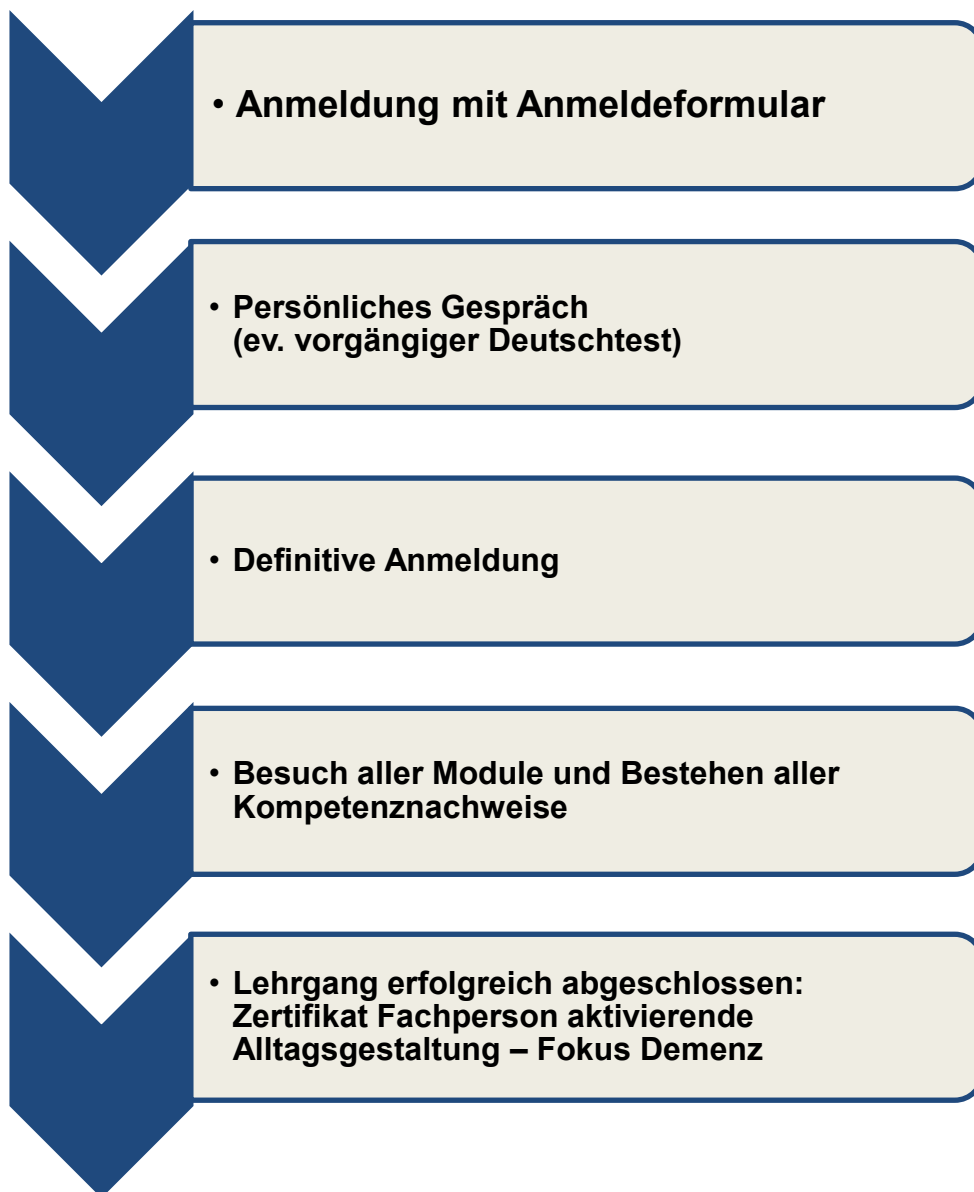 • Anmeldung mit Anmeldeformular
• Persönliches Gespräch
(ev. vorgängiger Deutschtest)
• Definitive Anmeldung
• Besuch aller Module und Bestehen aller
Kompetenznachweise
• Lehrgang erfolgreich abgeschlossen:
Zertifikat Fachperson aktivierende
Alltagsgestaltung – Fokus Demenz